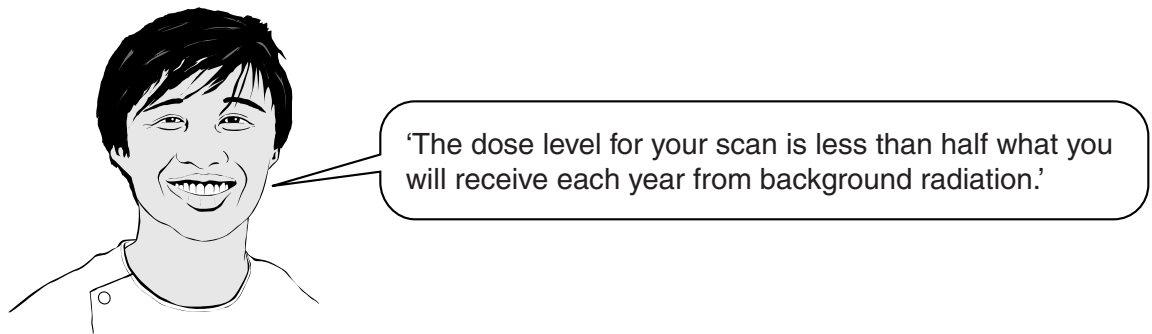 ‘The dose level for your scan is less than half what you
will receive each year from background radiation.’